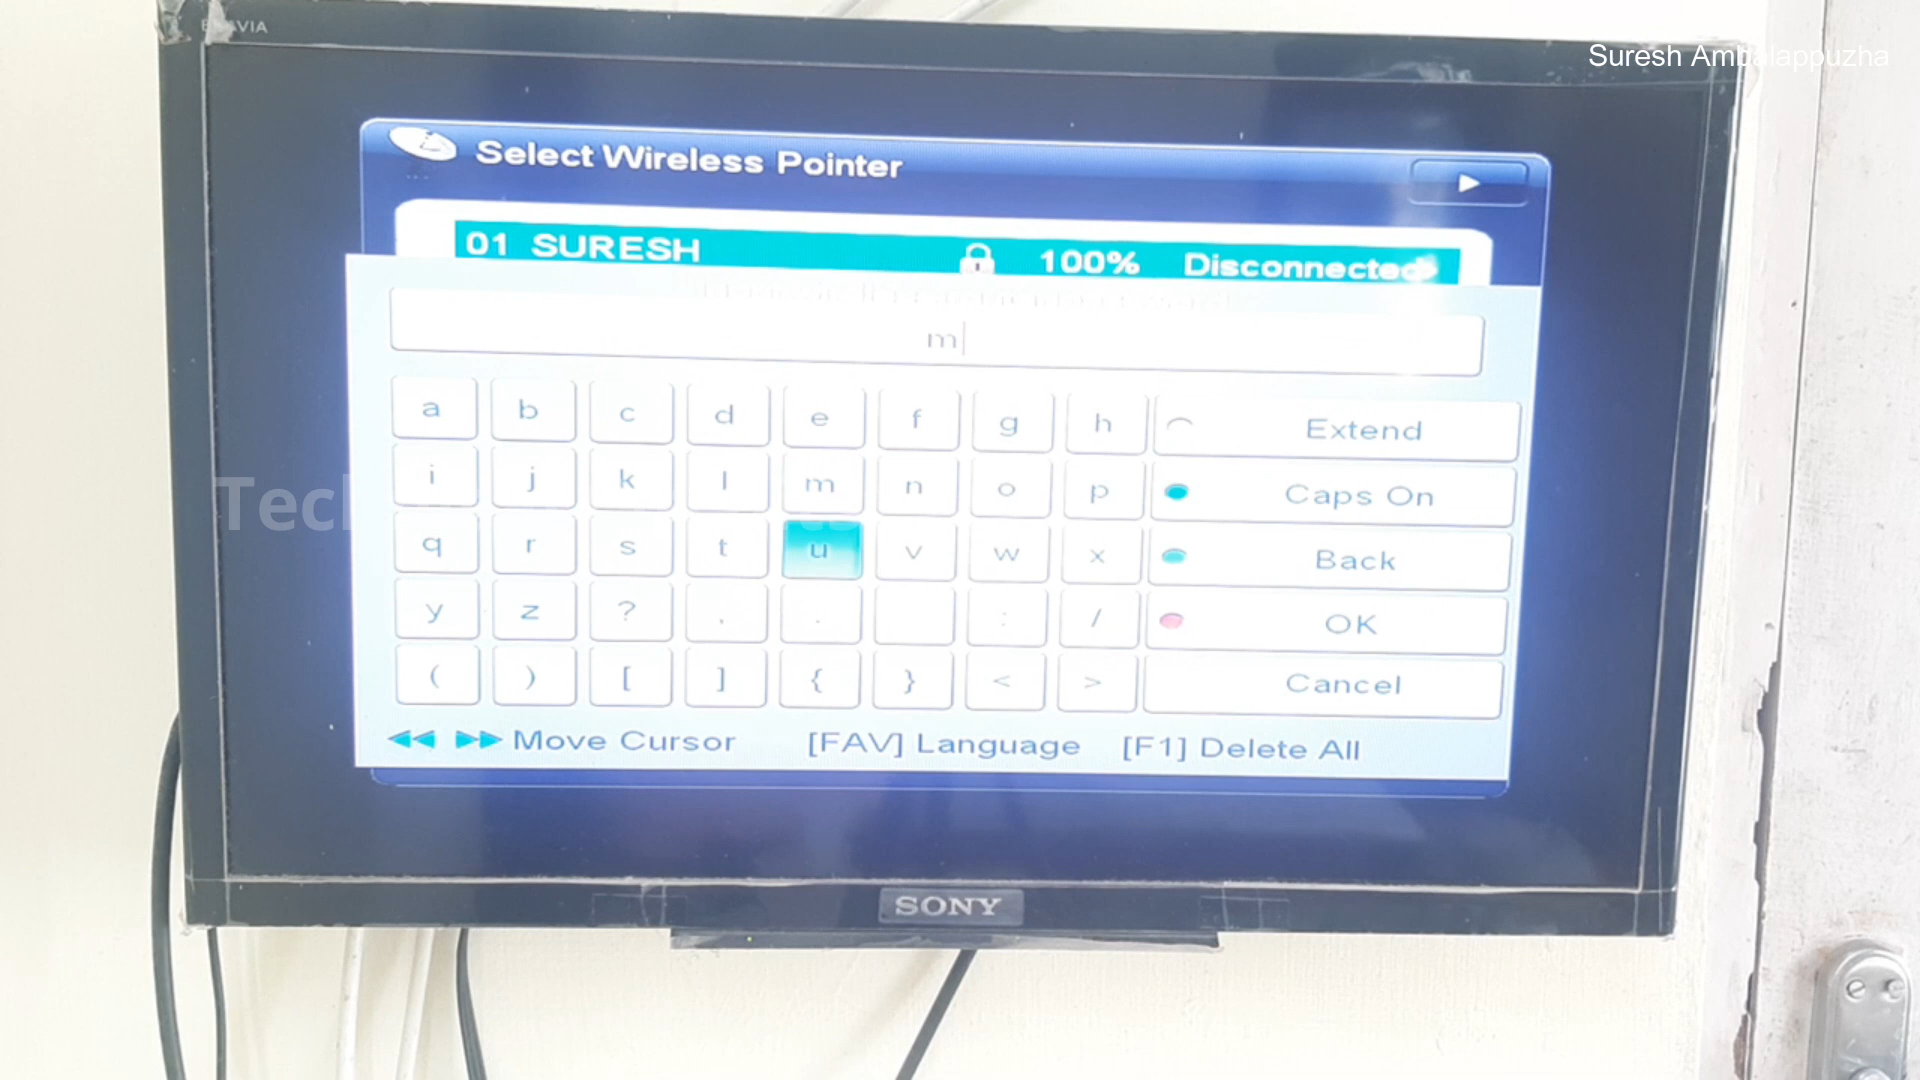 BRAVIA
Suresh Ambalappuzha
Select Wireless Pointer
01 SURESH 100% Disconnected
m
a b c d e f g h Extend
i j k l m n o p Caps On
q r s t u v w x Back
y z ? , . : / OK
( ) [ ] { } < > Cancel
Move Cursor [FAV] Language [F1] Delete All
SONY